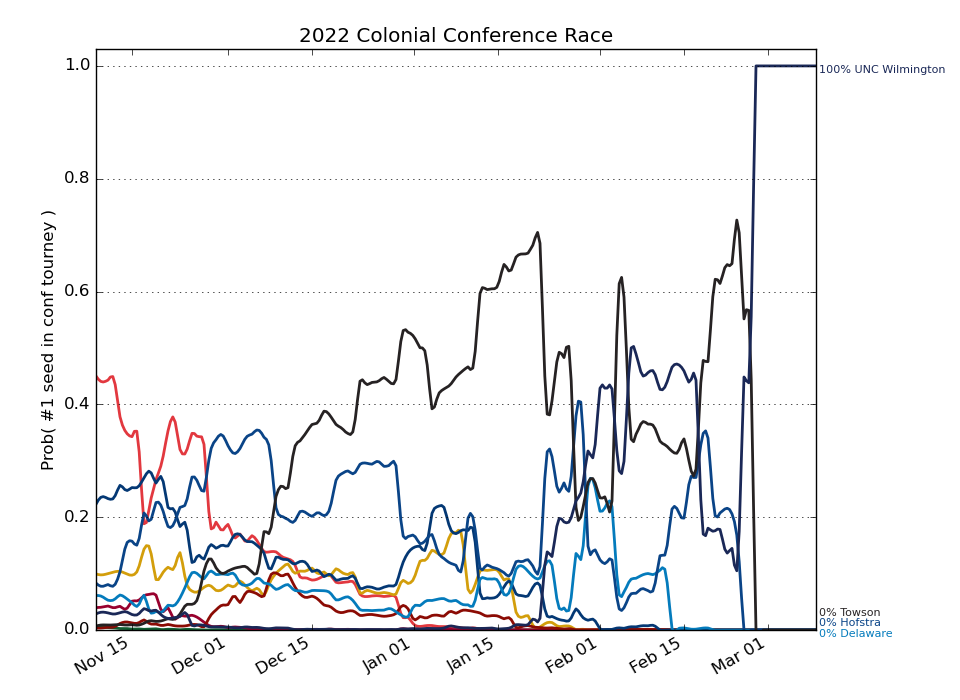 2022 Colonial Conference Race
Prob( #1 seed in conf tourney )
1.0
0.8
0.6
0.4
0.2
0.0
100% UNC Wilmington
0% Towson
0% Hofstra
0% Delaware
Nov 15
Dec 01
Dec 15
Jan 01
Jan 15
Feb 01
Feb 15
Mar 01